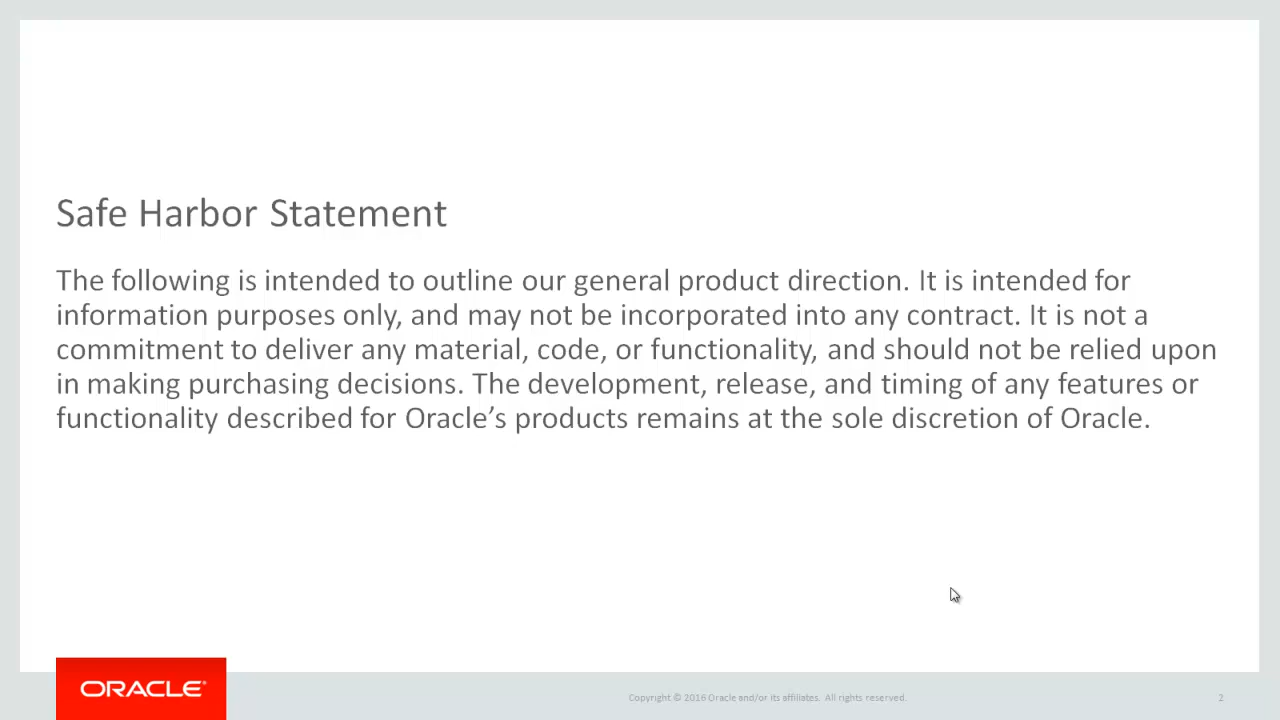 Safe Harbor Statement
The following is intended to outline our general product direction. It is intended for
information purposes only, and may not be incorporated into any contract. It is not a
commitment to deliver any material, code, or functionality, and should not be relied upon
in making purchasing decisions. The development, release, and timing of any features or
functionality described for Oracle’s products remains at the sole discretion of Oracle.
ORACLE®
Copyright © 2016 Oracle and/or its affiliates. All rights reserved.
2